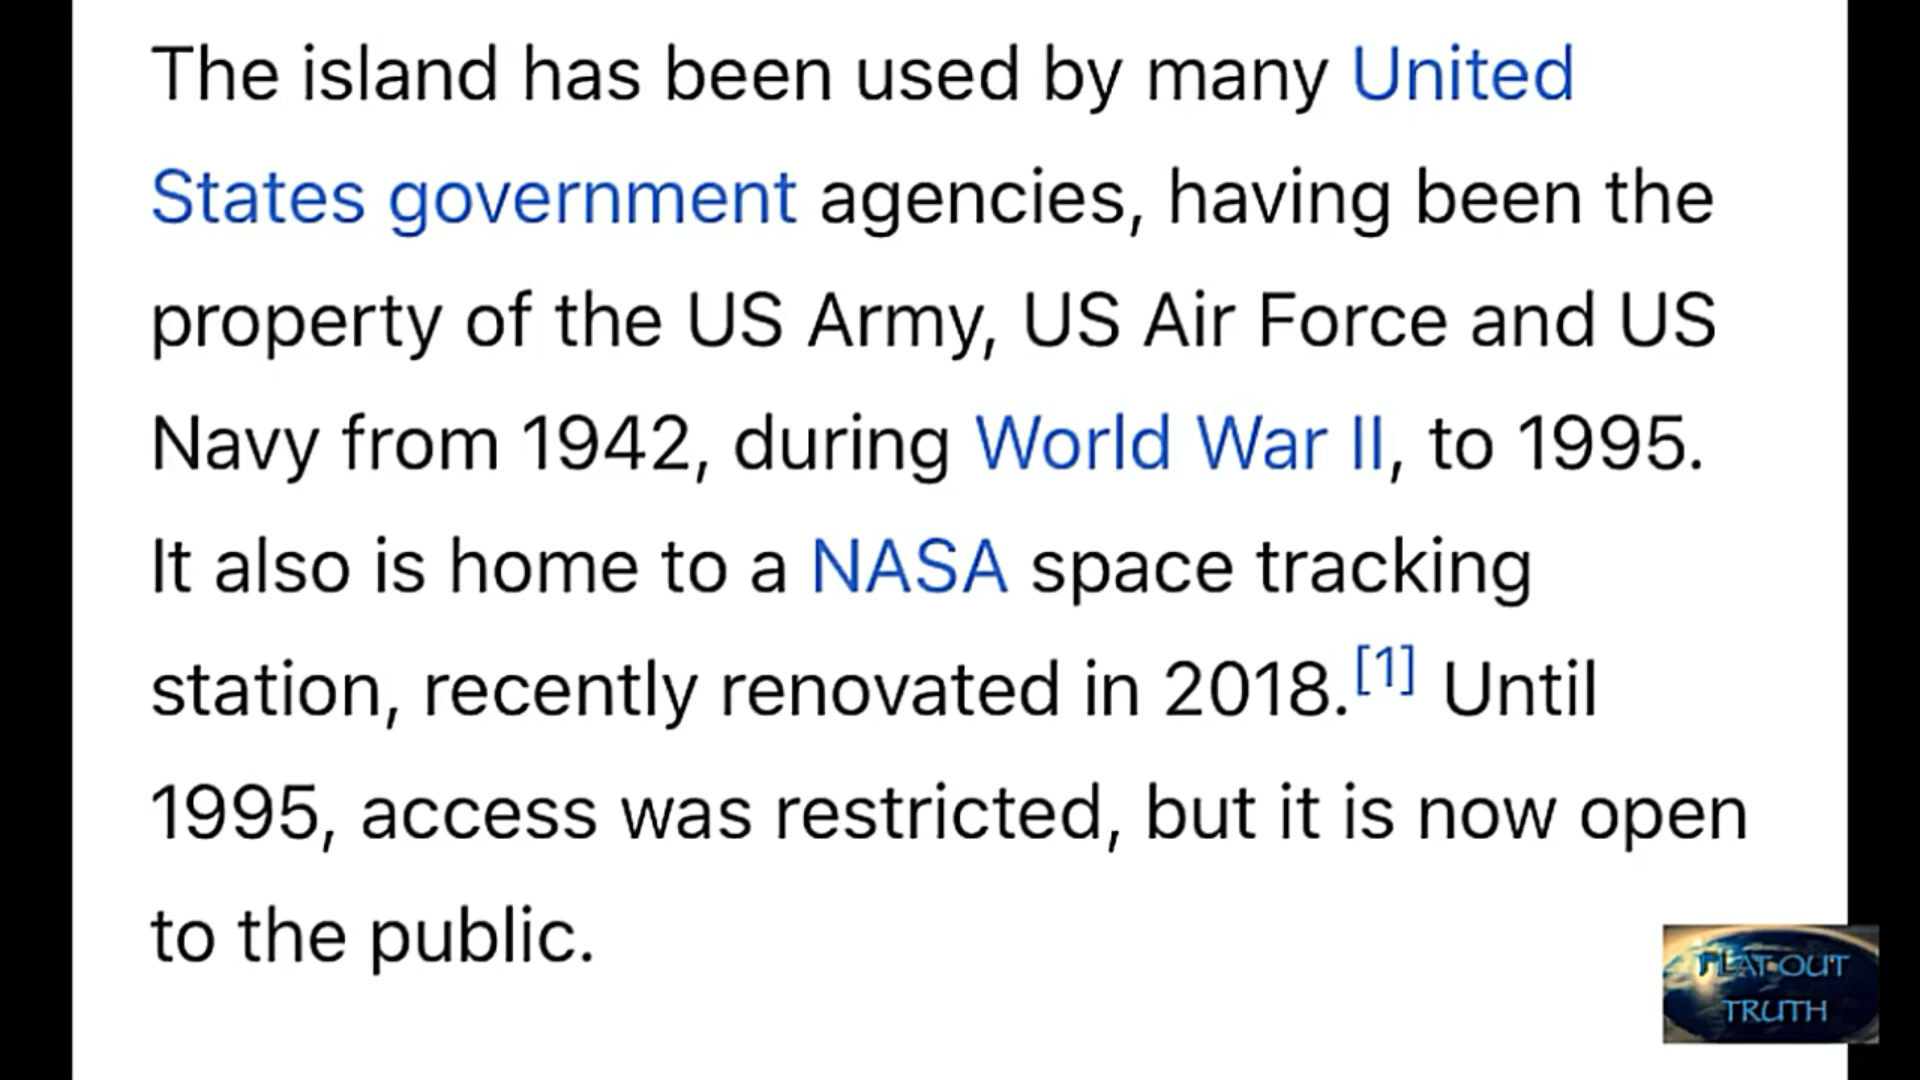 The island has been used by many United
States government agencies, having been the
property of the US Army, US Air Force and US
Navy from 1942, during World War II, to 1995.
It also is home to a NASA space tracking
station, recently renovated in 2018.[1] Until
1995, access was restricted, but it is now open
to the public.
FLAT OUT
TRUTH